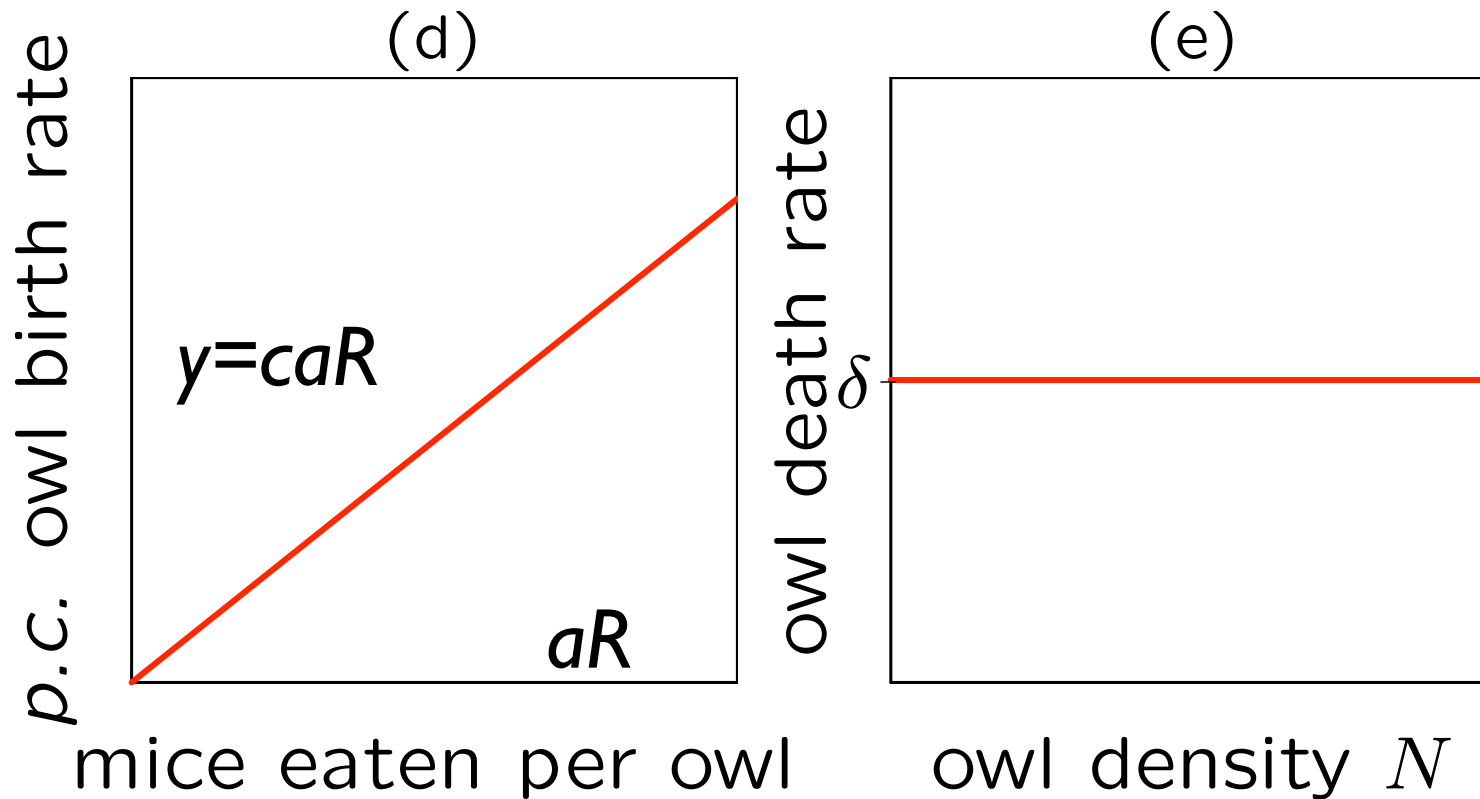 (d)
p.c. owl birth rate
y=caR
aR
mice eaten per owl
(e)
owl death rate
δ
owl density N